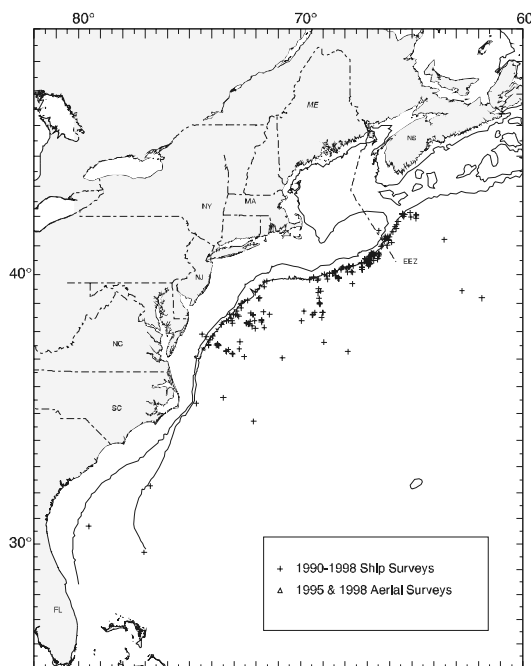 80°
70°
60
ME
NS
NY
MA
EEZ
40°
NJ
NC
SC
30°
1990-1998 Ship Surveys
1995 & 1998 Aerial Surveys
FL